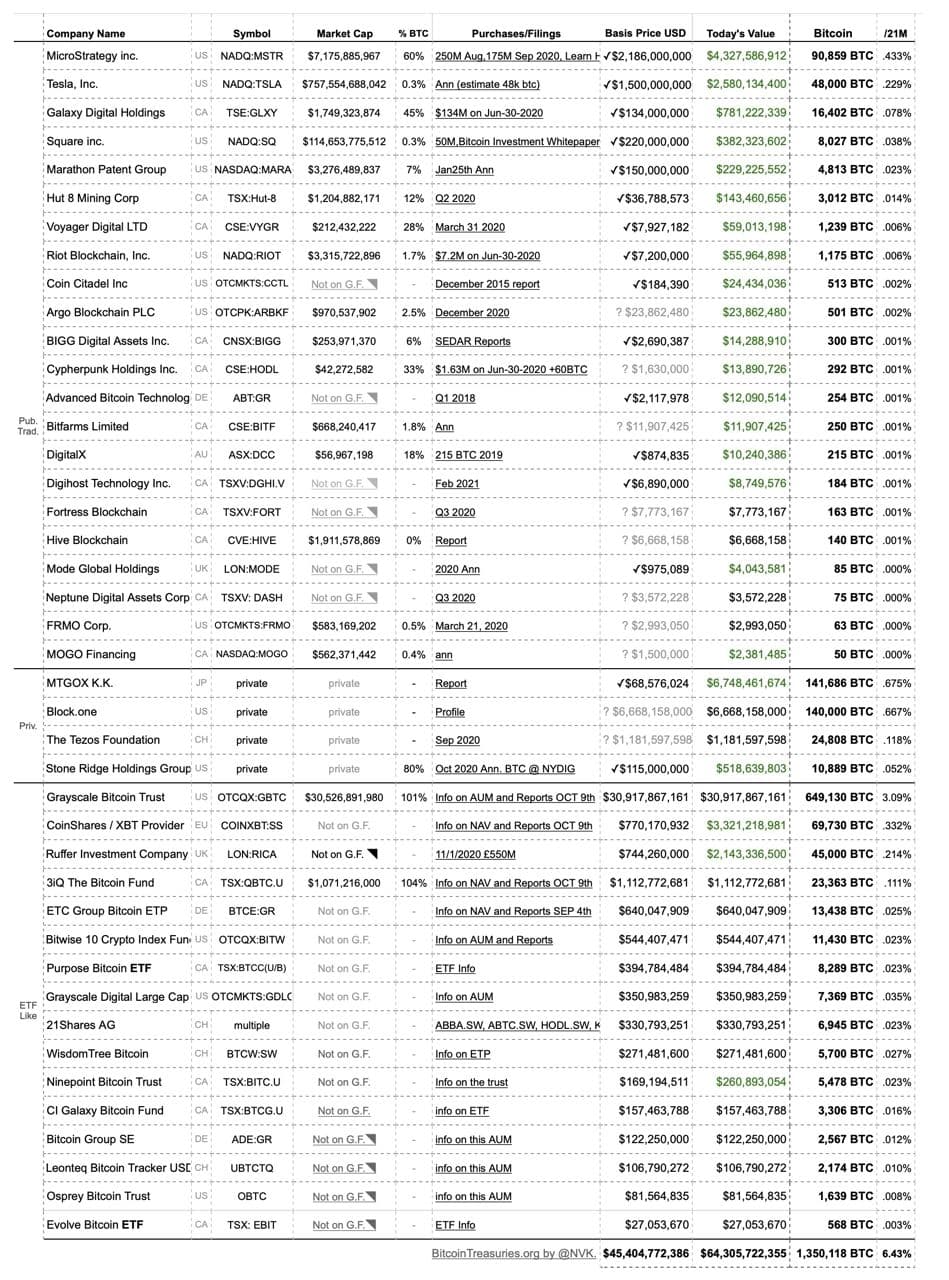 Company Name Symbol Market Cap % BTC Purchases/Filings Basis Price USD Today's Value Bitcoin /21M
MicroStrategy inc. US NADQ:MSTR $7,175,885,967 60% 250M Aug,175M Sep 2020, Learn H ✓$2,186,000,000 $4,327,586,912 90,859 BTC .433%
Tesla, Inc. US NADQ:TSLA $757,554,688,042 0.3% Ann (estimate 48k btc) ✓$1,500,000,000 $2,580,134,400 48,000 BTC .229%
Galaxy Digital Holdings CA TSE:GLXY $1,749,323,874 45% $134M on Jun-30-2020 ✓$134,000,000 $781,222,339 16,402 BTC .078%
Square inc. US NADQ:SQ $114,653,775,512 0.3% 50M,Bitcoin Investment Whitepaper ✓$220,000,000 $382,323,602 8,027 BTC .038%
Marathon Patent Group US NASDAQ:MARA $3,276,489,837 7% Jan25th Ann ✓$150,000,000 $229,225,552 4,813 BTC .023%
Hut 8 Mining Corp CA TSX:Hut-8 $1,204,882,171 12% Q2 2020 ✓$36,788,573 $143,460,656 3,012 BTC .014%
Voyager Digital LTD CA CSE:VYGR $212,432,222 28% March 31 2020 ✓$7,927,182 $59,013,198 1,239 BTC .006%
Riot Blockchain, Inc. US NADQ:RIOT $3,315,722,896 1.7% $7.2M on Jun-30-2020 ✓$7,200,000 $55,964,898 1,175 BTC .006%
Coin Citadel Inc US OTCMKTS:CCTL Not on G.F. - December 2015 report ✓$184,390 $24,434,036 513 BTC .002%
Argo Blockchain PLC US OTCPK:ARBKF $970,537,902 2.5% December 2020 ? $23,862,480 $23,862,480 501 BTC .002%
BIGG Digital Assets Inc. CA CNSX:BIGG $253,971,370 6% SEDAR Reports ✓$2,690,387 $14,288,910 300 BTC .001%
Cypherpunk Holdings Inc. CA CSE:HODL $42,272,582 33% $1.63M on Jun-30-2020 +60BTC ? $1,630,000 $13,890,726 292 BTC .001%
Advanced Bitcoin Technolog DE ABT:GR Not on G.F. - Q1 2018 ✓$2,117,978 $12,090,514 254 BTC .001%
Pub. Trad.
Bitfarms Limited CA CSE:BITF $668,240,417 1.8% Ann ? $11,907,425 $11,907,425 250 BTC .001%
DigitalX AU ASX:DCC $56,967,198 18% 215 BTC 2019 ✓$874,835 $10,240,386 215 BTC .001%
Digihost Technology Inc. CA TSXV:DGHI.V Not on G.F. - Feb 2021 ✓$6,890,000 $8,749,576 184 BTC .001%
Fortress Blockchain CA TSXV:FORT Not on G.F. - Q3 2020 ? $7,773,167 $7,773,167 163 BTC .001%
Hive Blockchain CA CVE:HIVE $1,911,578,869 0% Report ? $6,668,158 $6,668,158 140 BTC .001%
Mode Global Holdings UK LON:MODE Not on G.F. - 2020 Ann ✓$975,089 $4,043,581 85 BTC .000%
Neptune Digital Assets Corp CA TSXV: DASH Not on G.F. - Q3 2020 ? $3,572,228 $3,572,228 75 BTC .000%
FRMO Corp. US OTCMKTS:FRMO $583,169,202 0.5% March 21, 2020 ? $2,993,050 $2,993,050 63 BTC .000%
MOGO Financing CA NASDAQ:MOGO $562,371,442 0.4% ann ? $1,500,000 $2,381,485 50 BTC .000%
MTGOX K.K. JP private private - Report ✓$68,576,024 $6,748,461,674 141,686 BTC .675%
Block.one US private private - Profile ? $6,668,158,000 $6,668,158,000 140,000 BTC .667%
Priv.
The Tezos Foundation CH private private - Sep 2020 ? $1,181,597,598 $1,181,597,598 24,808 BTC .118%
Stone Ridge Holdings Group US private private 80% Oct 2020 Ann. BTC @ NYDIG ✓$115,000,000 $518,639,803 10,889 BTC .052%
Grayscale Bitcoin Trust US OTCQX:GBTC $30,526,891,980 101% Info on AUM and Reports OCT 9th $30,917,867,161 $30,917,867,161 649,130 BTC 3.09%
CoinShares / XBT Provider EU COINXBT:SS Not on G.F. - Info on NAV and Reports OCT 9th $770,170,932 $3,321,218,981 69,730 BTC .332%
Ruffer Investment Company UK LON:RICA Not on G.F. - 11/1/2020 £550M $744,260,000 $2,143,336,500 45,000 BTC .214%
3iQ The Bitcoin Fund CA TSX:QBTC.U $1,071,216,000 104% Info on NAV and Reports OCT 9th $1,112,772,681 $1,112,772,681 23,363 BTC .111%
ETC Group Bitcoin ETP DE BTCE:GR Not on G.F. - Info on NAV and Reports SEP 4th $640,047,909 $640,047,909 13,438 BTC .025%
Bitwise 10 Crypto Index Fun US OTCQX:BITW Not on G.F. - Info on AUM and Reports $544,407,471 $544,407,471 11,430 BTC .023%
Purpose Bitcoin ETF CA TSX:BTCC(U/B) Not on G.F. - ETF Info $394,784,484 $394,784,484 8,289 BTC .023%
Grayscale Digital Large Cap US OTCMKTS:GDLC Not on G.F. - Info on AUM $350,983,259 $350,983,259 7,369 BTC .035%
ETF Like
21Shares AG CH multiple Not on G.F. - ABBA.SW, ABTC.SW, HODL.SW, K $330,793,251 $330,793,251 6,945 BTC .023%
WisdomTree Bitcoin CH BTCW:SW Not on G.F. - Info on ETP $271,481,600 $271,481,600 5,700 BTC .027%
Ninepoint Bitcoin Trust CA TSX:BITC.U Not on G.F. - Info on the trust $169,194,511 $260,893,054 5,478 BTC .023%
CI Galaxy Bitcoin Fund CA TSX:BTCG.U Not on G.F. - info on ETF $157,463,788 $157,463,788 3,306 BTC .016%
Bitcoin Group SE DE ADE:GR Not on G.F. - info on this AUM $122,250,000 $122,250,000 2,567 BTC .012%
Leonteq Bitcoin Tracker USD CH UBTCTQ Not on G.F. - info on this AUM $106,790,272 $106,790,272 2,174 BTC .010%
Osprey Bitcoin Trust US OBTC Not on G.F. - info on this AUM $81,564,835 $81,564,835 1,639 BTC .008%
Evolve Bitcoin ETF CA TSX: EBIT Not on G.F. - ETF Info $27,053,670 $27,053,670 568 BTC .003%
BitcoinTreasuries.org by @NVK. $45,404,772,386 $64,305,722,355 1,350,118 BTC 6.43%